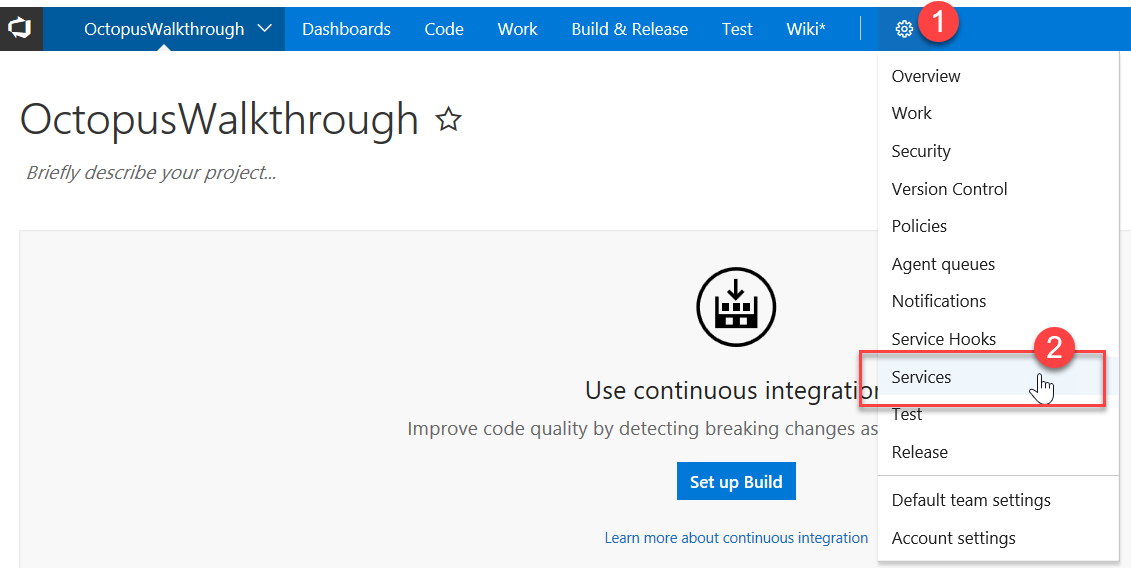 OctopusWalkthrough
Dashboards
Code
Work
Build & Release
Test
Wiki*
1
OctopusWalkthrough
Briefly describe your project...
Use continuous integration
Improve code quality by detecting breaking changes as
Set up Build
Learn more about continuous integration
Overview
Work
Security
Version Control
Policies
Agent queues
Notifications
Service Hooks
2
Services
Test
Release
Default team settings
Account settings